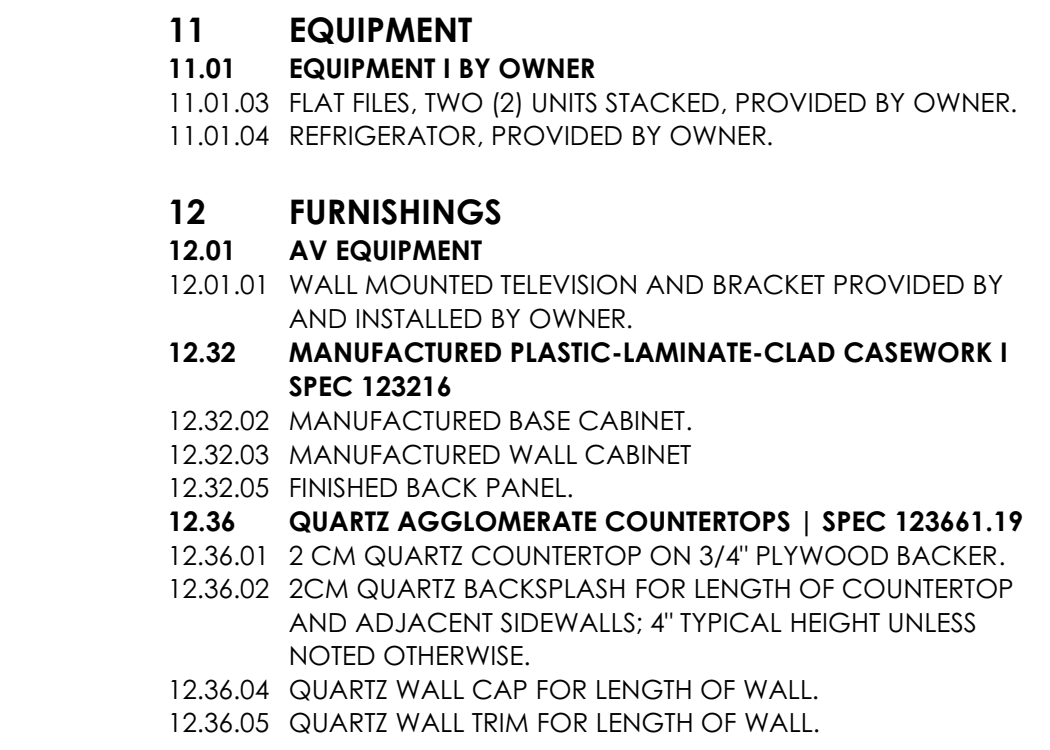 11 EQUIPMENT
11.01 EQUIPMENT I BY OWNER
11.01.03 FLAT FILES, TWO (2) UNITS STACKED, PROVIDED BY OWNER.
11.01.04 REFRIGERATOR, PROVIDED BY OWNER.
12 FURNISHINGS
12.01 AV EQUIPMENT
12.01.01 WALL MOUNTED TELEVISION AND BRACKET PROVIDED BY
AND INSTALLED BY OWNER.
12.32 MANUFACTURED PLASTIC-LAMINATE-CLAD CASEWORK I
SPEC 123216
12.32.02 MANUFACTURED BASE CABINET.
12.32.03 MANUFACTURED WALL CABINET
12.32.05 FINISHED BACK PANEL.
12.36 QUARTZ AGGLOMERATE COUNTERTOPS | SPEC 123661.19
12.36.01 2 CM QUARTZ COUNTERTOP ON 3/4" PLYWOOD BACKER.
12.36.02 2CM QUARTZ BACKSPLASH FOR LENGTH OF COUNTERTOP
AND ADJACENT SIDEWALLS; 4" TYPICAL HEIGHT UNLESS
NOTED OTHERWISE.
12.36.04 QUARTZ WALL CAP FOR LENGTH OF WALL.
12.36.05 QUARTZ WALL TRIM FOR LENGTH OF WALL.